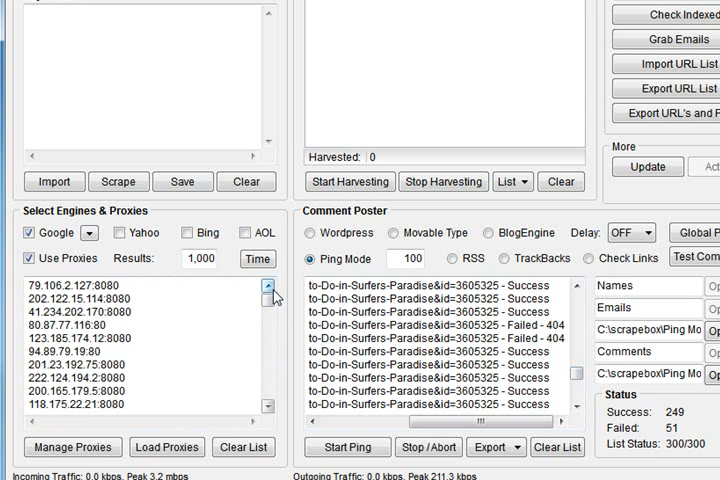 Check Indexed
Grab Emails
Import URL List
Export URL List
Export URL's and P
Harvested: 0
More
Update
Act
Import
Scrape
Save
Clear
Start Harvesting
Stop Harvesting
List
Clear
Select Engines & Proxies
Google
Yahoo
Bing
AOL
Use Proxies
Results:
1,000
Time
79.106.2.127:8080
202.122.15.114:8080
41.234.202.170:8080
80.87.77.116:80
123.185.174.12:8080
94.89.79.19:80
201.23.192.75:8080
222.124.194.2:8080
200.165.179.5:8080
118.175.22.21:8080
Manage Proxies
Load Proxies
Clear List
Comment Poster
Wordpress
Movable Type
BlogEngine
Delay:
OFF
Global P
Ping Mode
100
RSS
TrackBacks
Check Links
Test Com
to-Do-in-Surfers-Paradise&id=3605325 - Success
to-Do-in-Surfers-Paradise&id=3605325 - Success
to-Do-in-Surfers-Paradise&id=3605325 - Success
to-Do-in-Surfers-Paradise&id=3605325 - Failed - 404
to-Do-in-Surfers-Paradise&id=3605325 - Failed - 404
to-Do-in-Surfers-Paradise&id=3605325 - Success
to-Do-in-Surfers-Paradise&id=3605325 - Success
to-Do-in-Surfers-Paradise&id=3605325 - Success
to-Do-in-Surfers-Paradise&id=3605325 - Success
to-Do-in-Surfers-Paradise&id=3605325 - Success
Names
Op
Emails
Op
C:\scrapebox\Ping Mo
Op
Comments
Op
C:\scrapebox\Ping Mo
Op
Status
Success: 249
Failed: 51
List Status: 300/300
Start Ping
Stop / Abort
Export
Clear List
Incoming Traffic: 0.0 kbps, Peak 3.2 mbps
Outgoing Traffic: 0.0 kbps, Peak 211.3 kbps